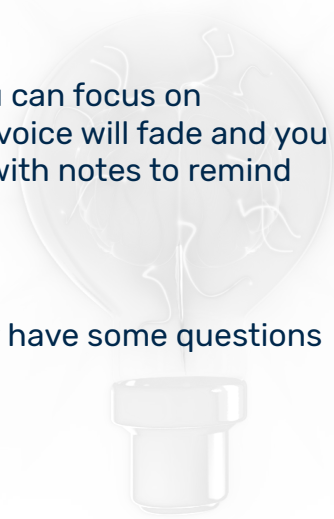 can focus on
voice will fade and you
with notes to remind
have some questions